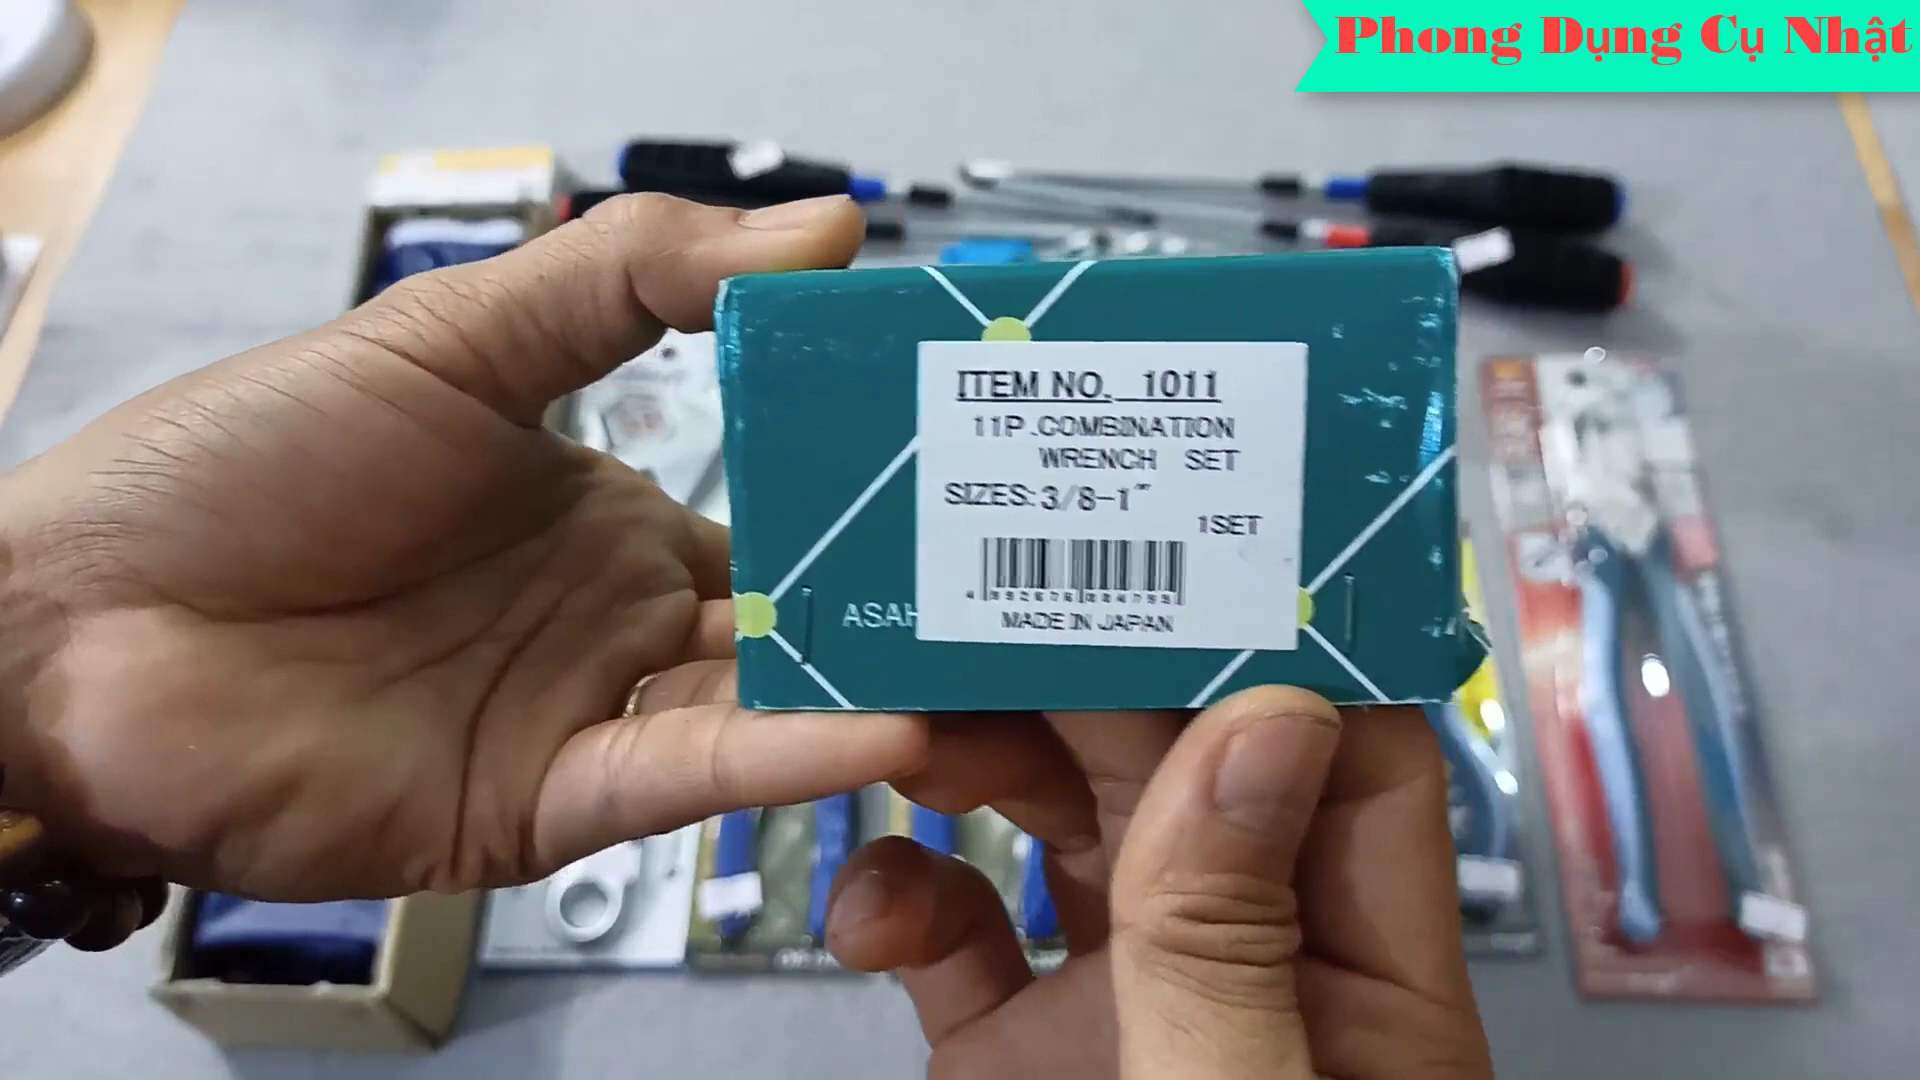 Phong Dụng Cụ Nhật
ITEM NO. 1011
11P.COMBINATION
WRENCH SET
SIZES: 3/8-1"
1SET
ASAH
MADE IN JAPAN